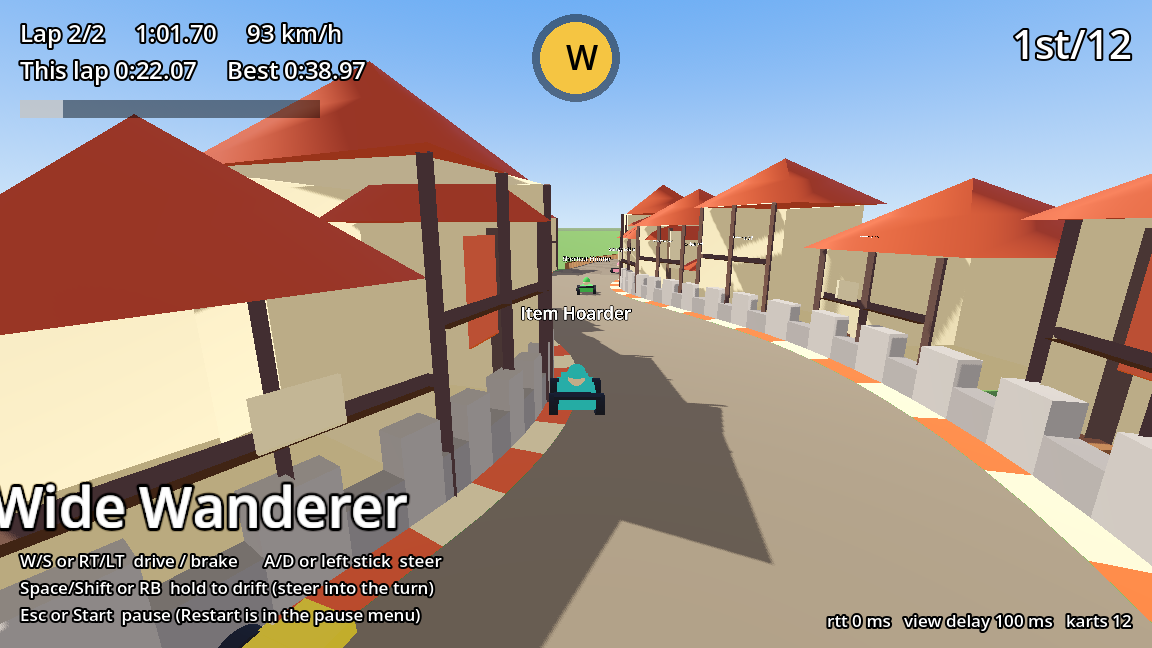 Lap 2/2 1:01.70 93 km/h
This lap 0:22.07 Best 0:38.97
W
1st/12
Item Hoarder
Wide Wanderer
W/S or RT/LT drive / brake A/D or left stick steer
Space/Shift or RB hold to drift (steer into the turn)
Esc or Start pause (Restart is in the pause menu)
rtt 0 ms view delay 100 ms karts 12